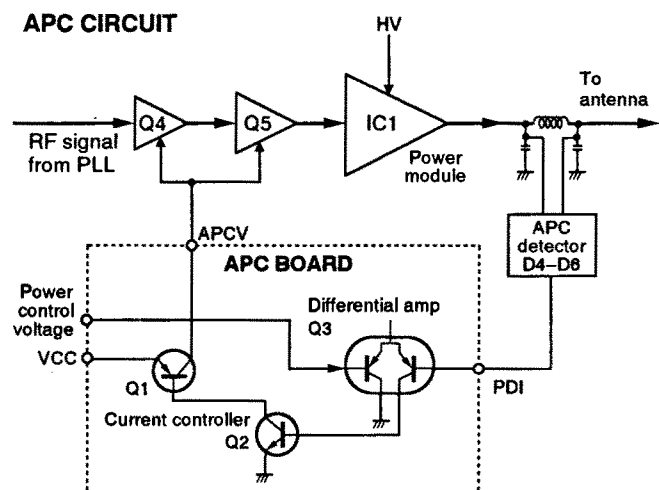 APC CIRCUIT
HV
To
antenna
Q4
Q5
IC1
RF signal
from PLL
Power
module
APCV
APC
detector
D4–D6
APC BOARD
Power
control
voltage
Differential amp
Q3
VCC
Q1
PDI
Current controller
Q2